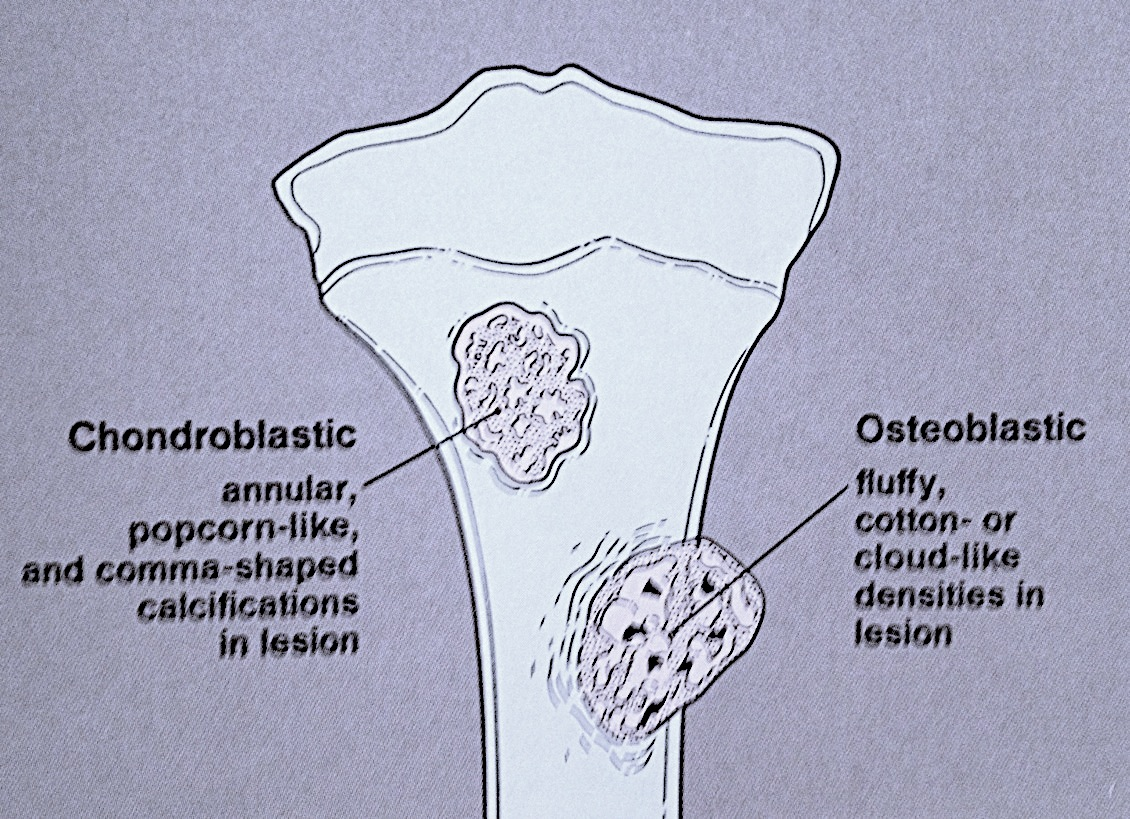 Chondroblastic
annular,
popcorn-like,
and comma-shaped
calcifications
in lesion
Osteoblastic
fluffy,
cotton- or
cloud-like
densities in
lesion